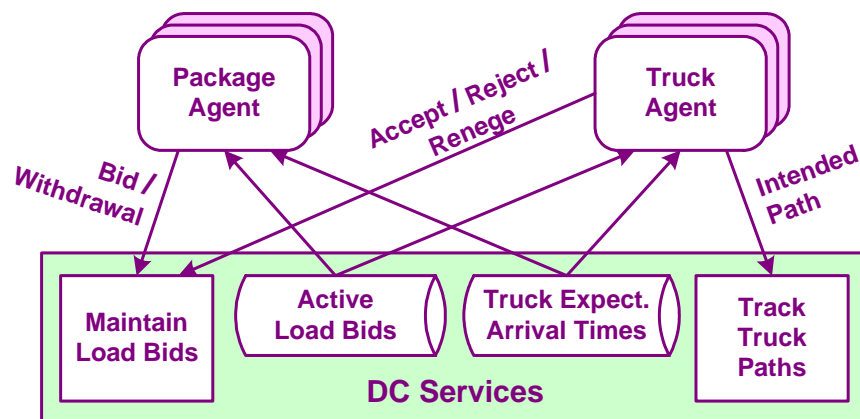 Package
Agent
Truck
Agent
Accept / Reject /
Renege
Bid /
Withdrawal
Intended
Path
Maintain
Load Bids
Active
Load Bids
Truck Expect.
Arrival Times
Track
Truck
Paths
DC Services